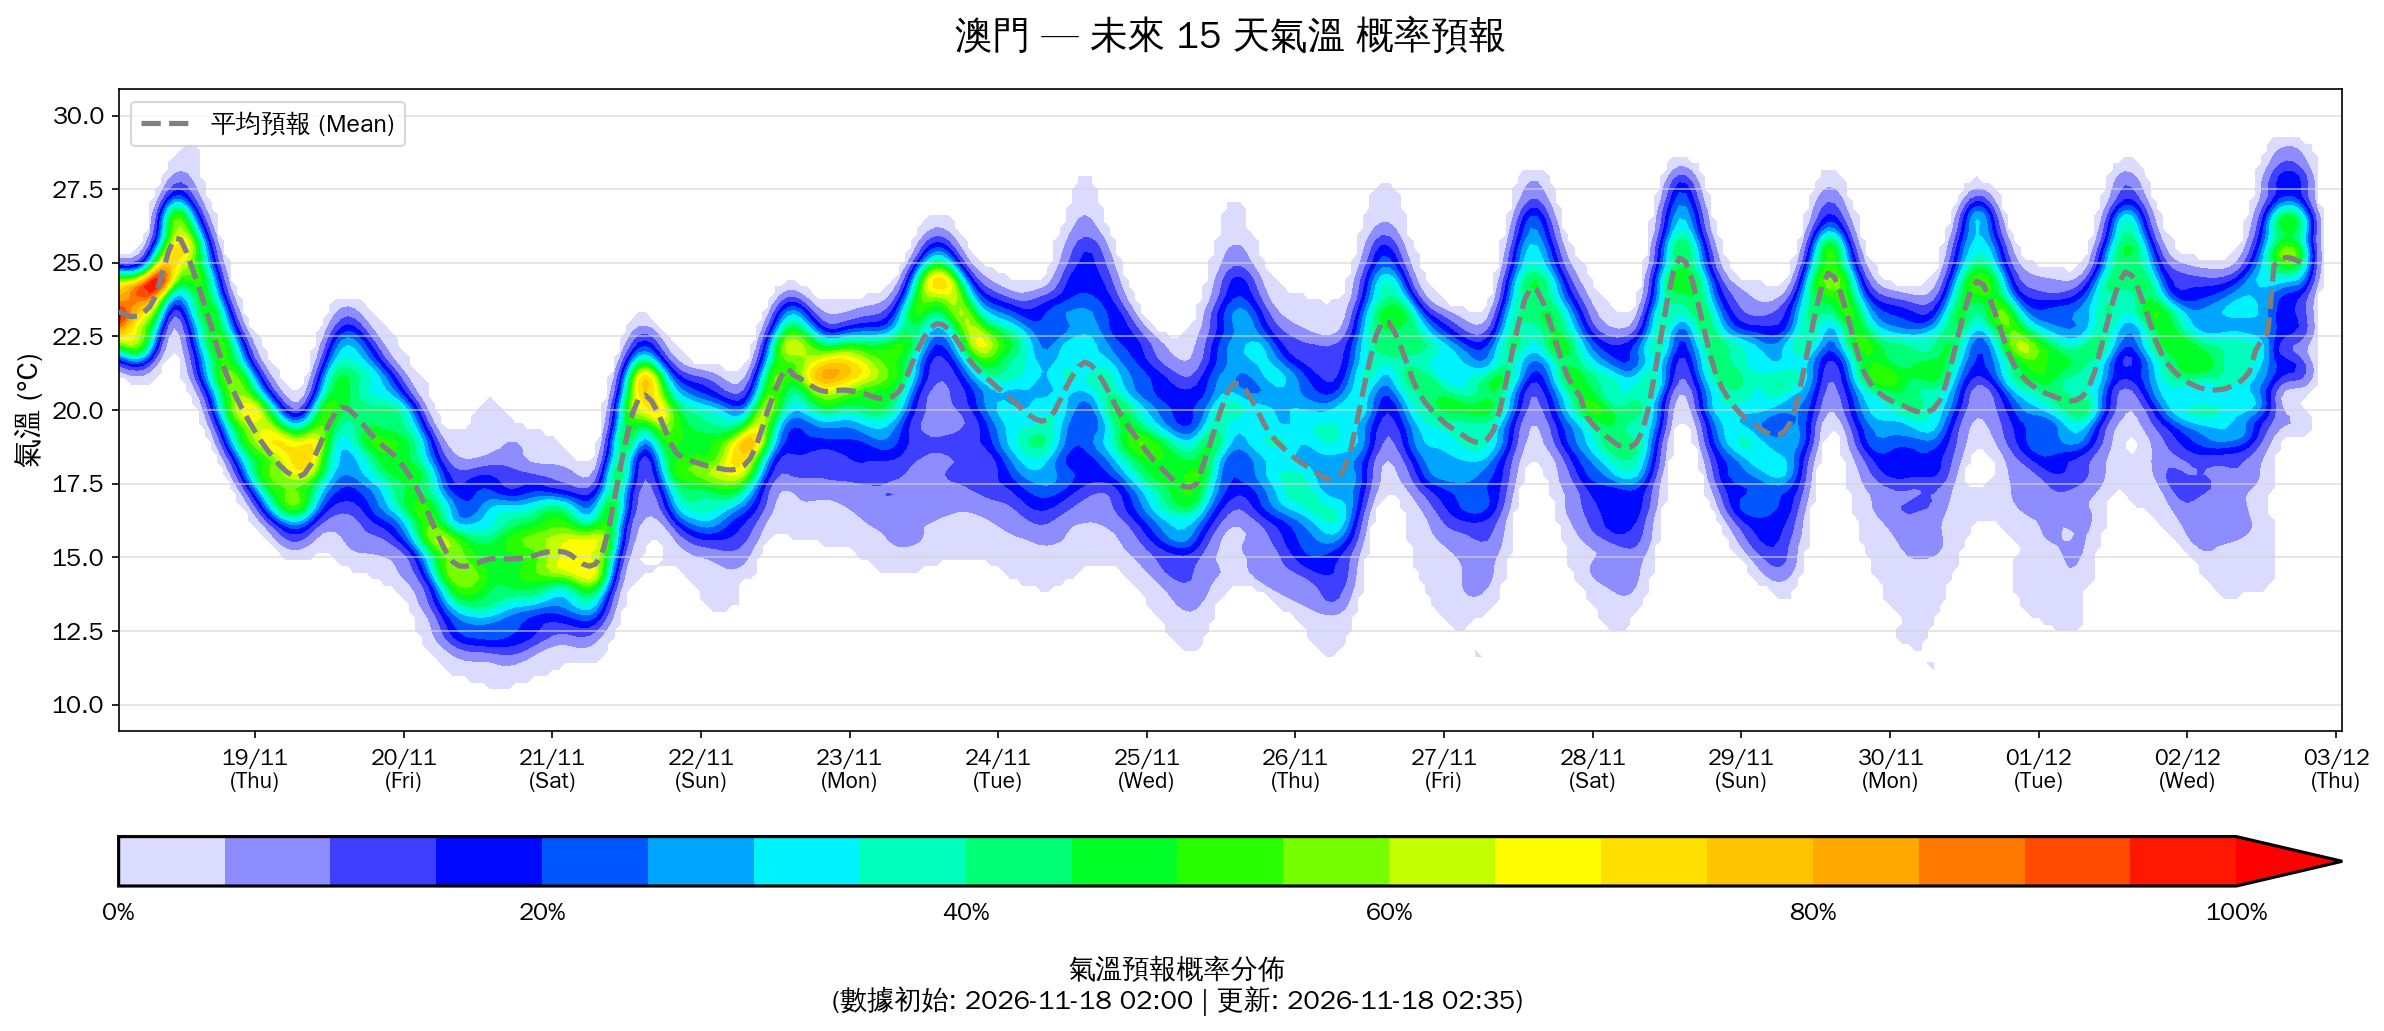 澳門 — 未來 15 天氣溫 概率預報
平均預報 (Mean)
氣溫 (°C)
30.0
27.5
25.0
22.5
20.0
17.5
15.0
12.5
10.0
19/11 20/11 21/11 22/11 23/11 24/11 25/11 26/11 27/11 28/11 29/11 30/11 01/12 02/12 03/12
(Thu) (Fri) (Sat) (Sun) (Mon) (Tue) (Wed) (Thu) (Fri) (Sat) (Sun) (Mon) (Tue) (Wed) (Thu)
0% 20% 40% 60% 80% 100%
氣溫預報概率分佈
(數據初始: 2026-11-18 02:00 | 更新: 2026-11-18 02:35)